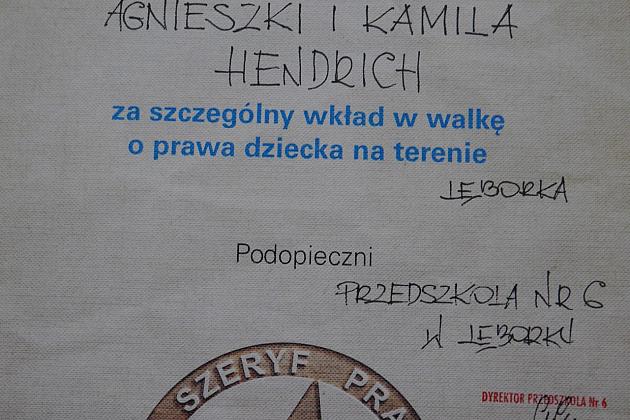 AGNIESZKI I KAMILA
HENDRICH
za szczególny wkład w walkę
o prawa dziecka na terenie
LĘBORKA
Podopieczni
PRZEDSZKOLA NR 6
W LĘBORKU
SZERYF PRA
DYREKTOR PRZEDSZKOLA Nr 6